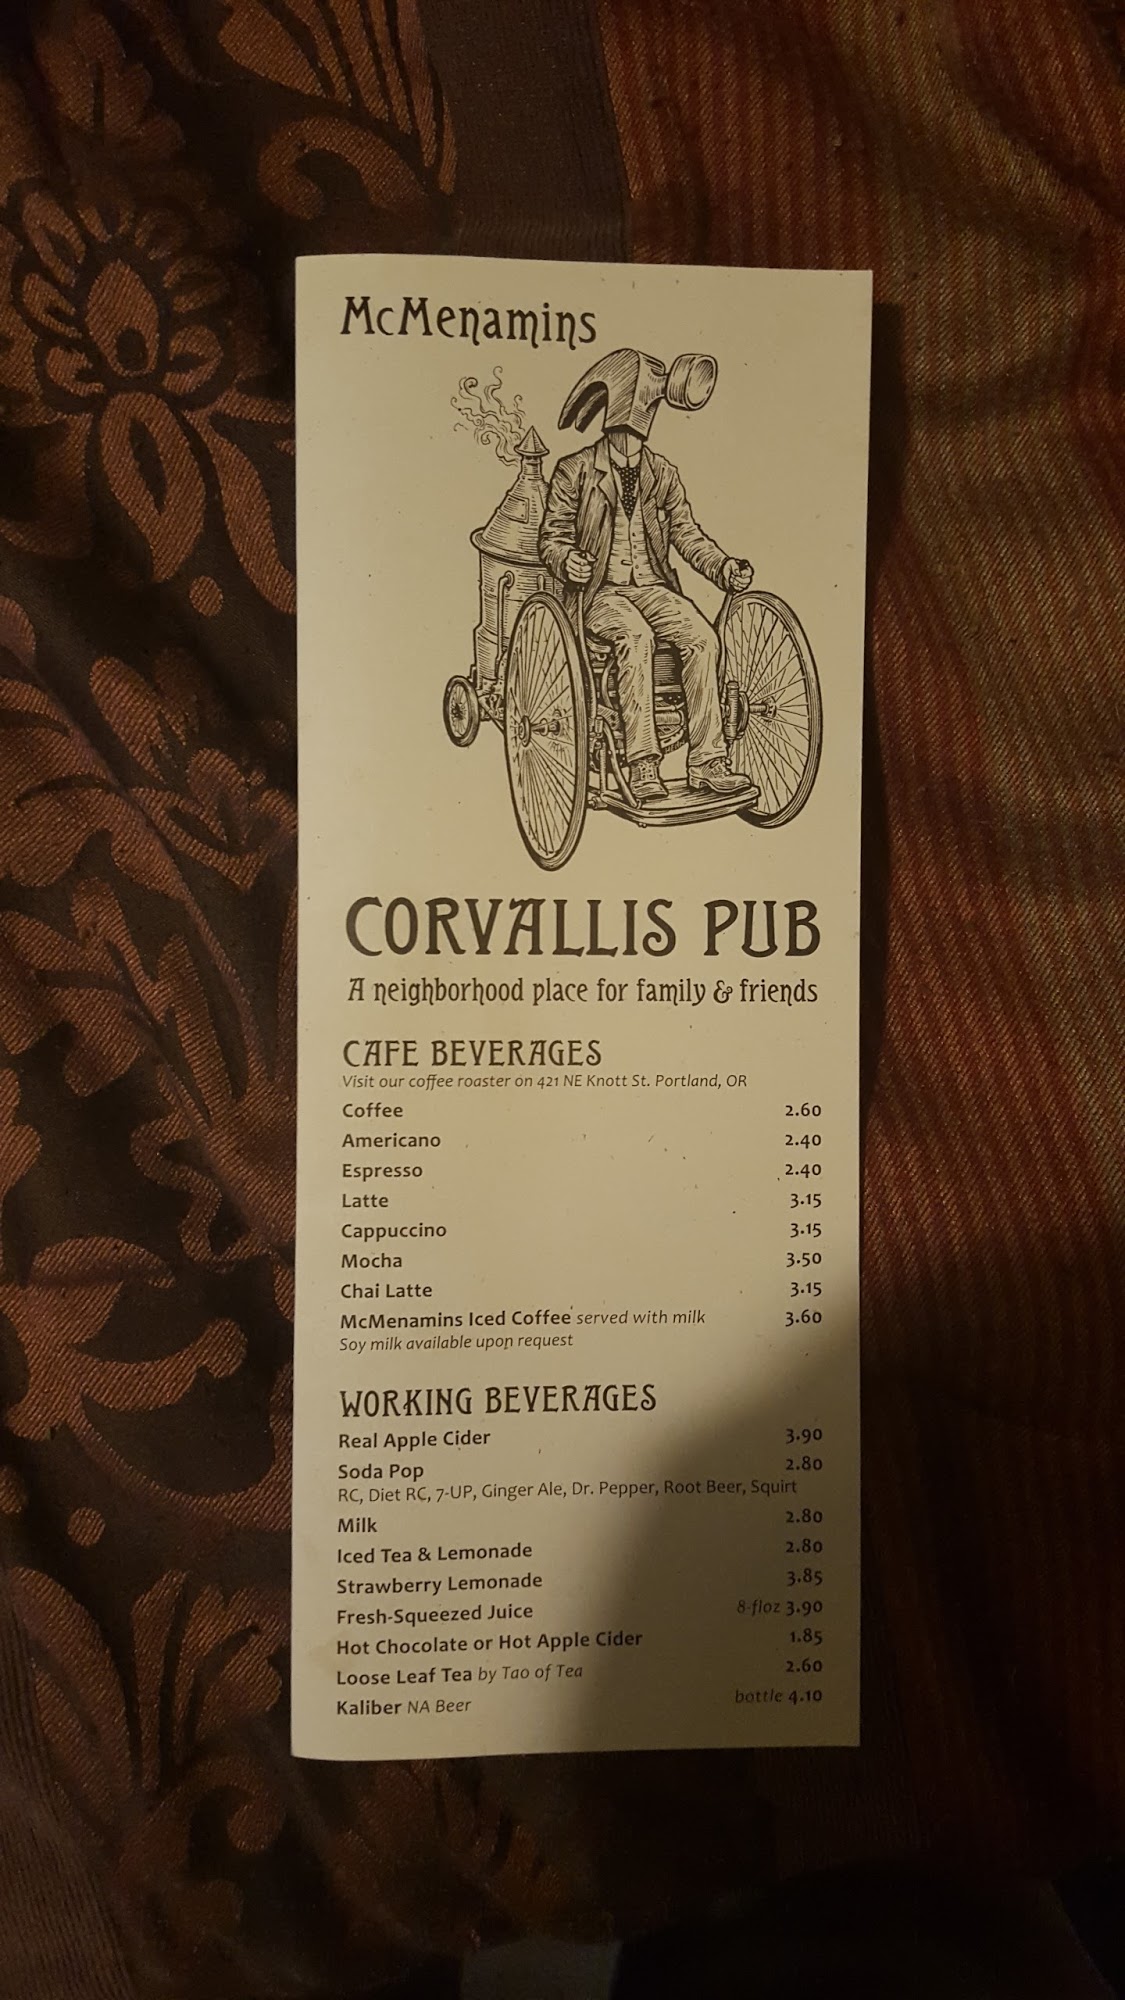 McMenamins
CORVALLIS PUB
A neighborhood place for family & friends
CAFE BEVERAGES
Visit our coffee roaster on 421 NE Knott St. Portland, OR
Coffee 2.60
Americano 2.40
Espresso 2.40
Latte 3.15
Cappuccino 3.15
Mocha 3.50
Chai Latte 3.15
McMenamins Iced Coffee served with milk 3.60
Soy milk available upon request
WORKING BEVERAGES
Real Apple Cider 3.90
Soda Pop 2.80
RC, Diet RC, 7-UP, Ginger Ale, Dr. Pepper, Root Beer, Squirt
Milk 2.80
Iced Tea & Lemonade 2.80
Strawberry Lemonade 3.85
Fresh-Squeezed Juice 8-floz 3.90
Hot Chocolate or Hot Apple Cider 1.85
Loose Leaf Tea by Tao of Tea 2.60
Kaliber NA Beer bottle 4.10